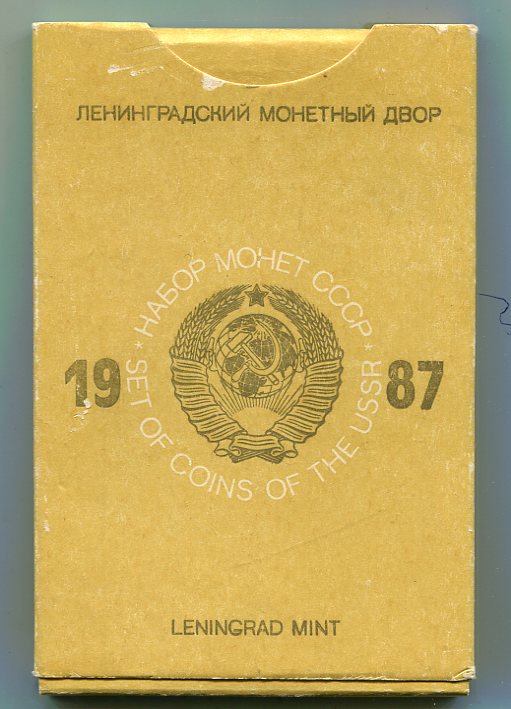 ЛЕНИНГРАДСКИЙ МОНЕТНЫЙ ДВОР
* НАБОР МОНЕТ СССР *
19 87
SET OF COINS OF THE USSR
LENINGRAD MINT